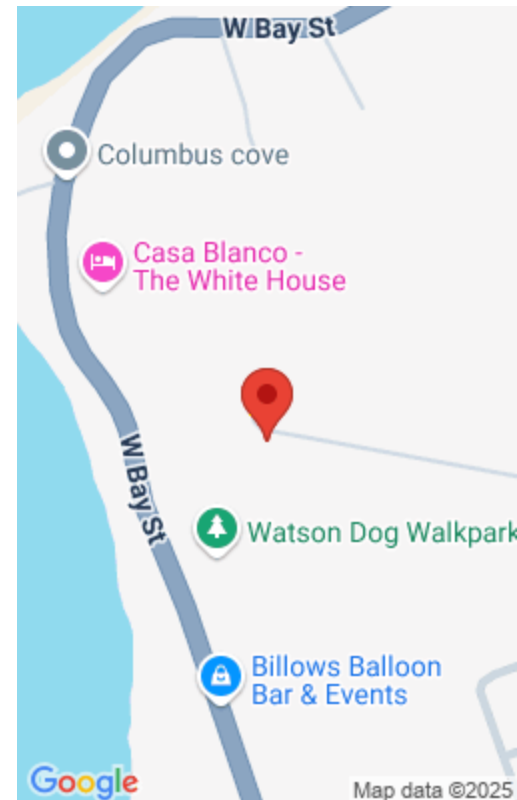 W Bay St
Columbus cove
Casa Blanco -
The White House
W Bay St
Watson Dog Walkpark
Billows Balloon
Bar & Events
Google
Map data ©2025